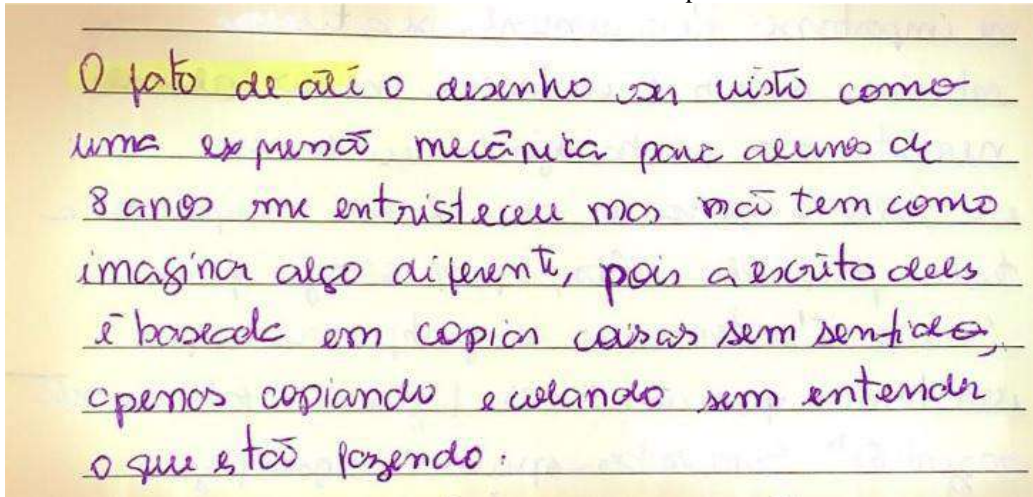 O fato de até o desenho ser visto como
uma expressão mecânica para alunos de
8 anos me entristeceu mas não tem como
imaginar algo diferente, pois a escrita deles
é baseada em copiar coisas sem sentido,
apenas copiando e colando sem entender
o que estão fazendo.